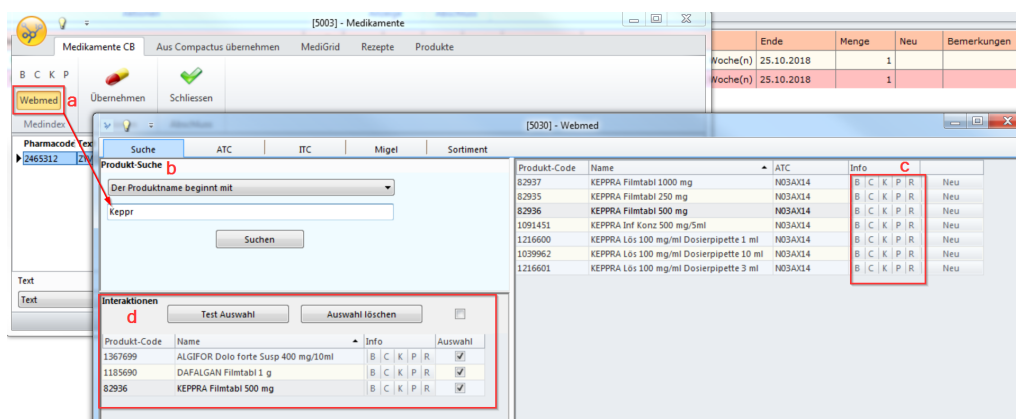 [5003] - Medikamente
Medikamente CB Aus Compactus übernehmen MediGrid Rezepte Produkte
Ende Menge Neu Bemerkungen
Woche(n) 25.10.2018 1
Woche(n) 25.10.2018 1
B C K P
Webmed a Übernehmen Schliessen
Medindex
Pharmacode Text
2465312
Text
Text
[5030] - Webmed
Suche ATC ITC Migel Sortiment
Produkt-Suche b
Der Produktname beginnt mit
Keppr
Suchen
Produkt-Code Name ATC Info c
82937 KEPPRA Filmtabl 1000 mg N03AX14 B C K P R Neu
82935 KEPPRA Filmtabl 250 mg N03AX14 B C K P R Neu
82936 KEPPRA Filmtabl 500 mg N03AX14 B C K P R Neu
1091451 KEPPRA Inf Konz 500 mg/5ml N03AX14 B C K P R Neu
1216600 KEPPRA Lös 100 mg/ml Dosierpipette 1 ml N03AX14 B C K P R Neu
1039962 KEPPRA Lös 100 mg/ml Dosierpipette 10 ml N03AX14 B C K P R Neu
1216601 KEPPRA Lös 100 mg/ml Dosierpipette 3 ml N03AX14 B C K P R Neu
Interaktionen
d Test Auswahl Auswahl löschen
Produkt-Code Name Info Auswahl
1367699 ALGIFOR Dolo forte Susp 400 mg/10ml B C K P R
1185690 DAFALGAN Filmtabl 1 g B C K P R
82936 KEPPRA Filmtabl 500 mg B C K P R